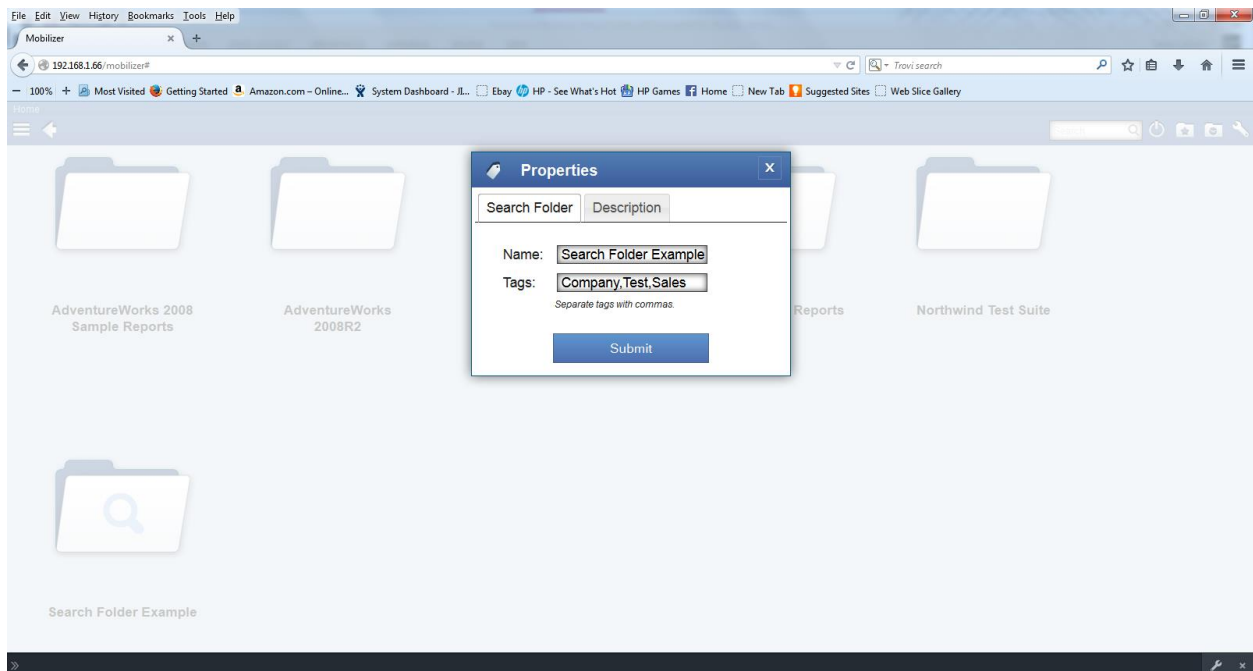 File Edit View History Bookmarks Tools Help
Mobilizer × +
192.168.1.66/mobilizer# Trovi search
− 100% + Most Visited Getting Started Amazon.com – Online... System Dashboard - JI... Ebay HP - See What's Hot HP Games Home New Tab Suggested Sites Web Slice Gallery
Home
Properties X
Search Folder Description
Name: Search Folder Example
Tags: Company,Test,Sales
Separate tags with commas.
Submit
AdventureWorks 2008 AdventureWorks Reports Northwind Test Suite
Sample Reports 2008R2
Search Folder Example